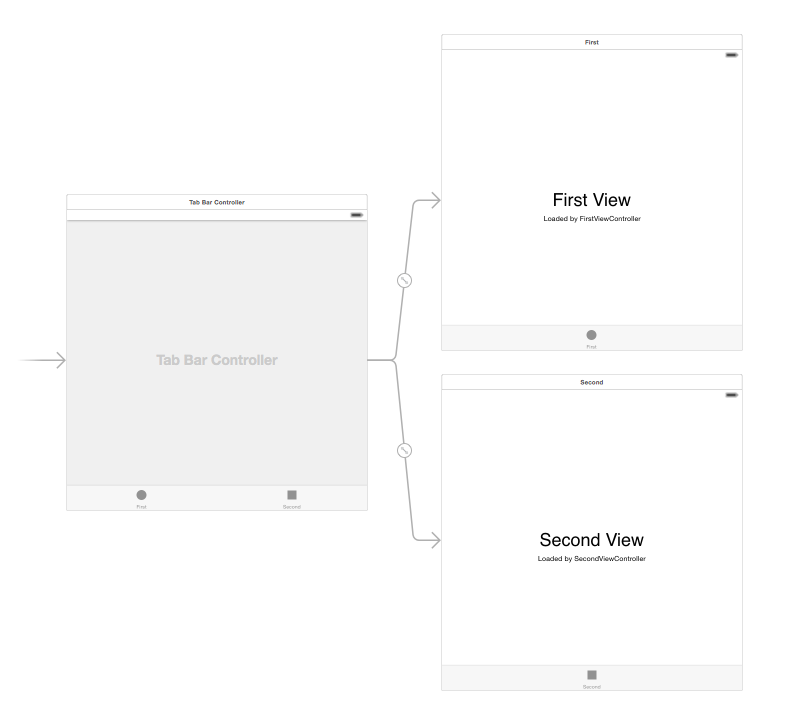 Tab Bar Controller
Tab Bar Controller
First
Second
First
First View
Loaded by FirstViewController
First
Second
Second View
Loaded by SecondViewController
Second